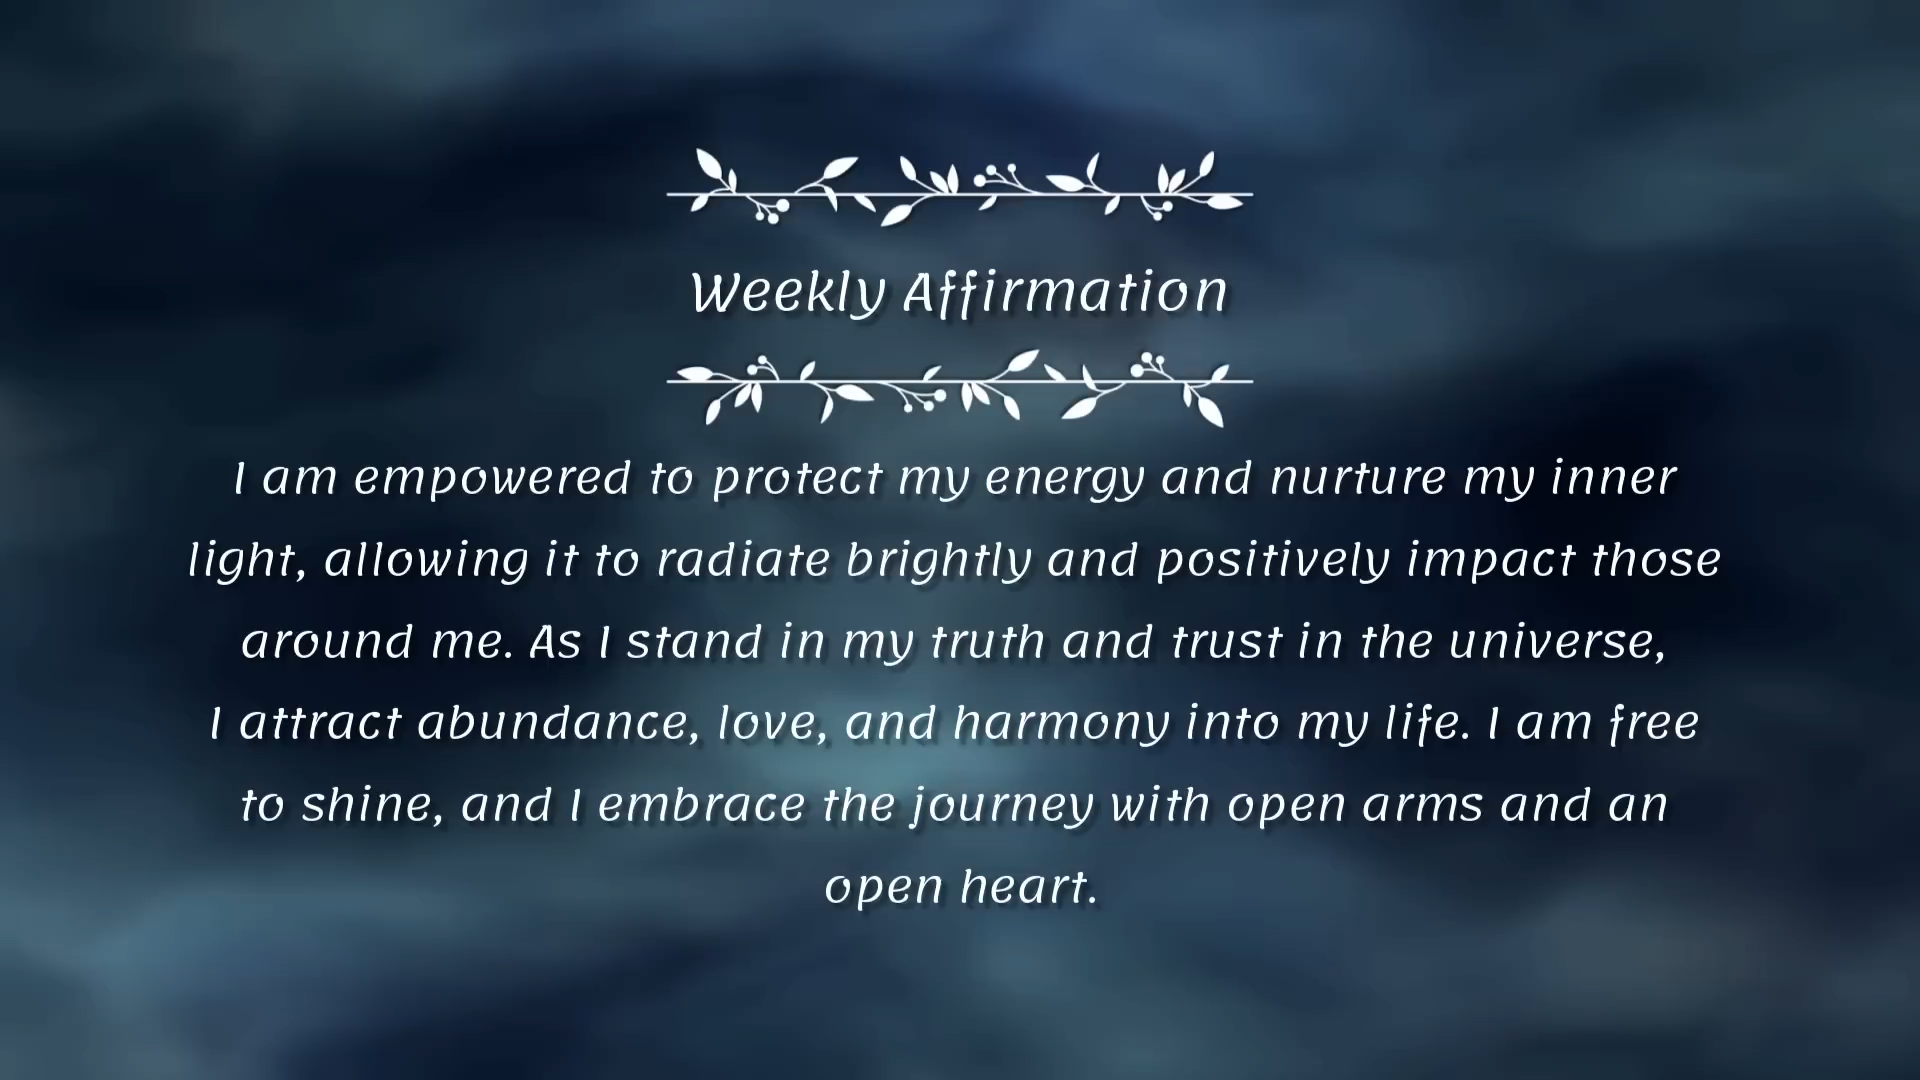 Weekly Affirmation
I am empowered to protect my energy and nurture my inner
light, allowing it to radiate brightly and positively impact those
around me. As I stand in my truth and trust in the universe,
I attract abundance, love, and harmony into my life. I am free
to shine, and I embrace the journey with open arms and an
open heart.